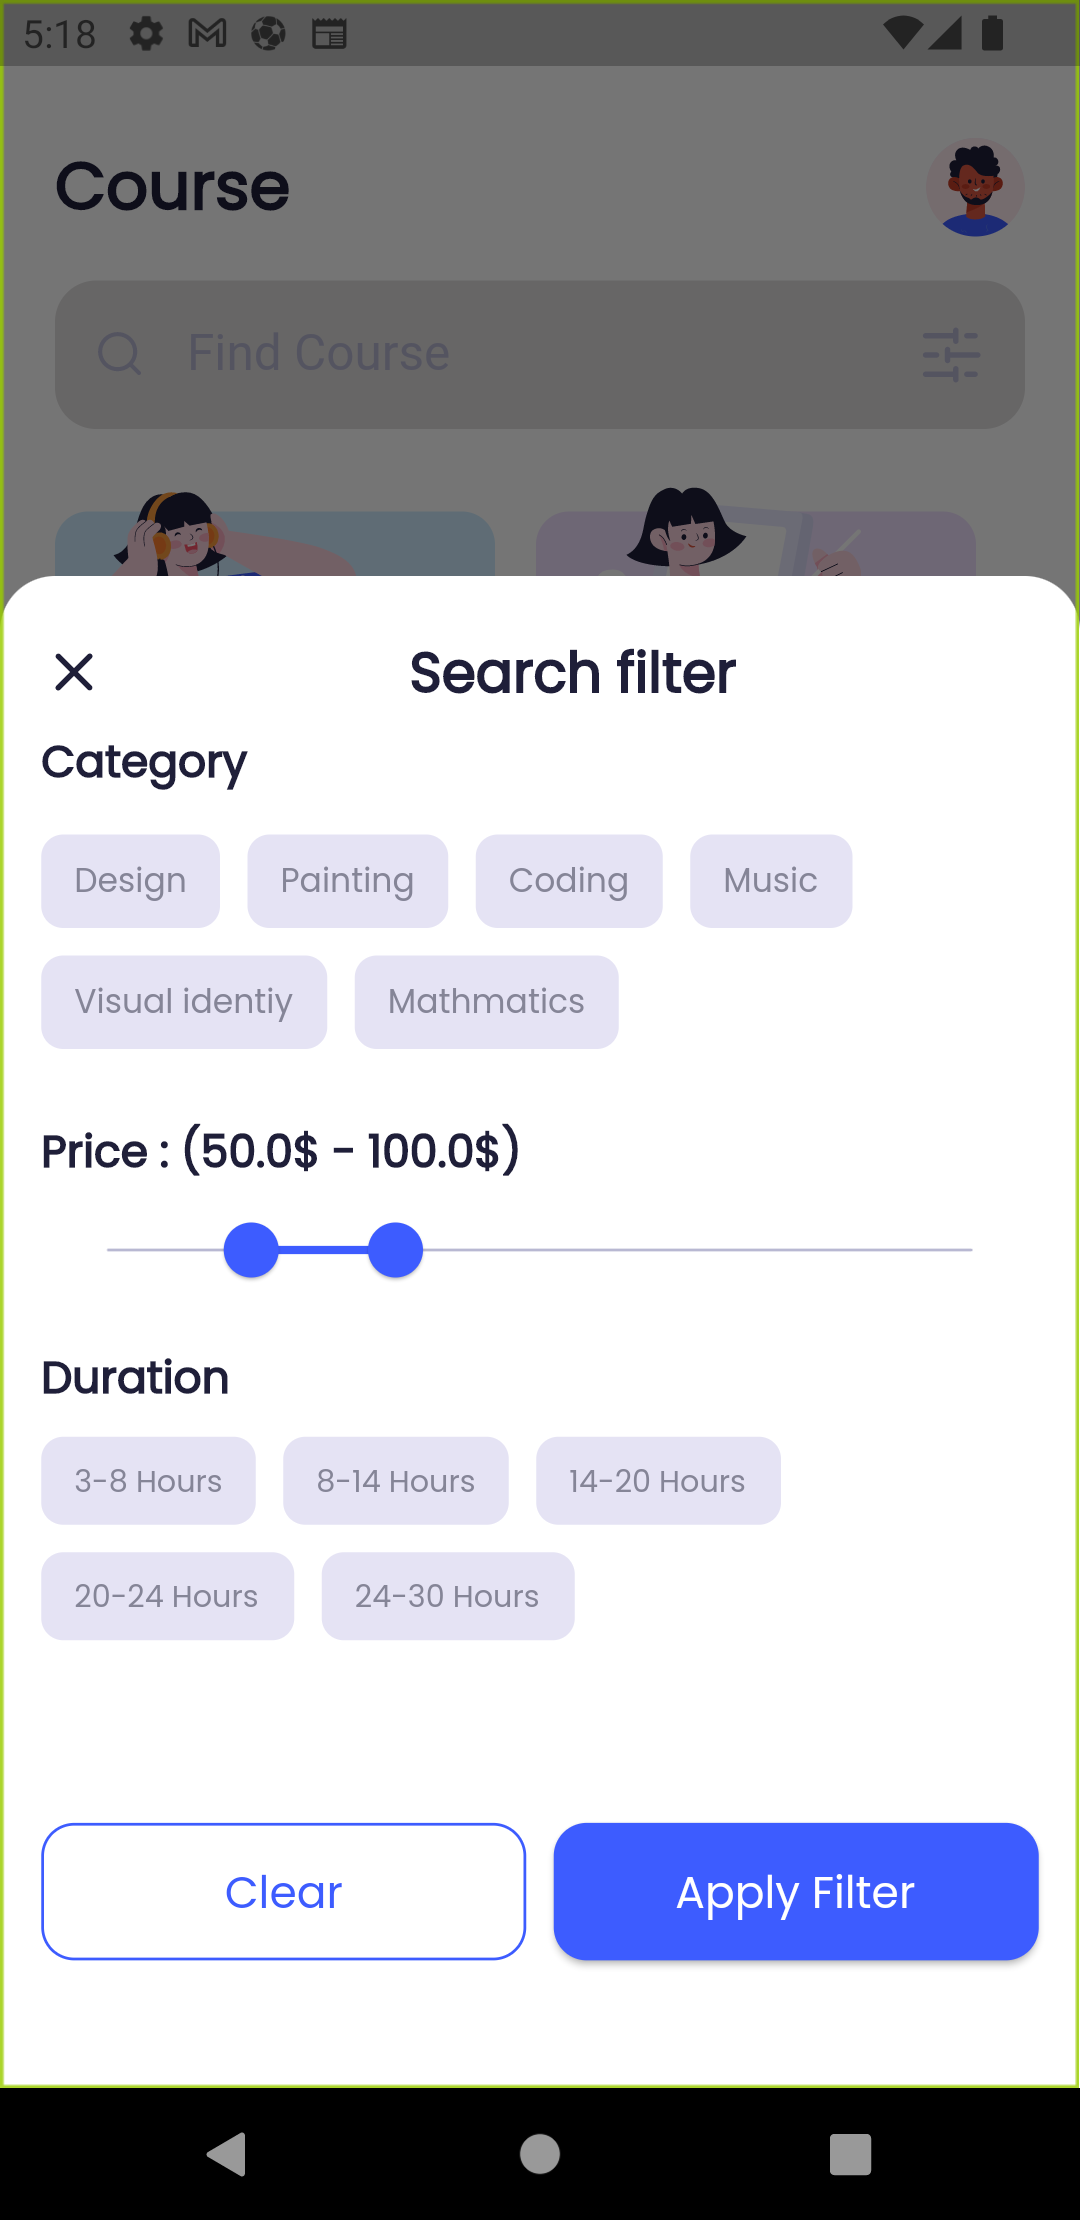 5:18
Course
Find Course
Search filter
Category
Design Painting Coding Music
Visual identiy Mathmatics
Price : (50.0$ - 100.0$)
Duration
3-8 Hours 8-14 Hours 14-20 Hours
20-24 Hours 24-30 Hours
Clear Apply Filter